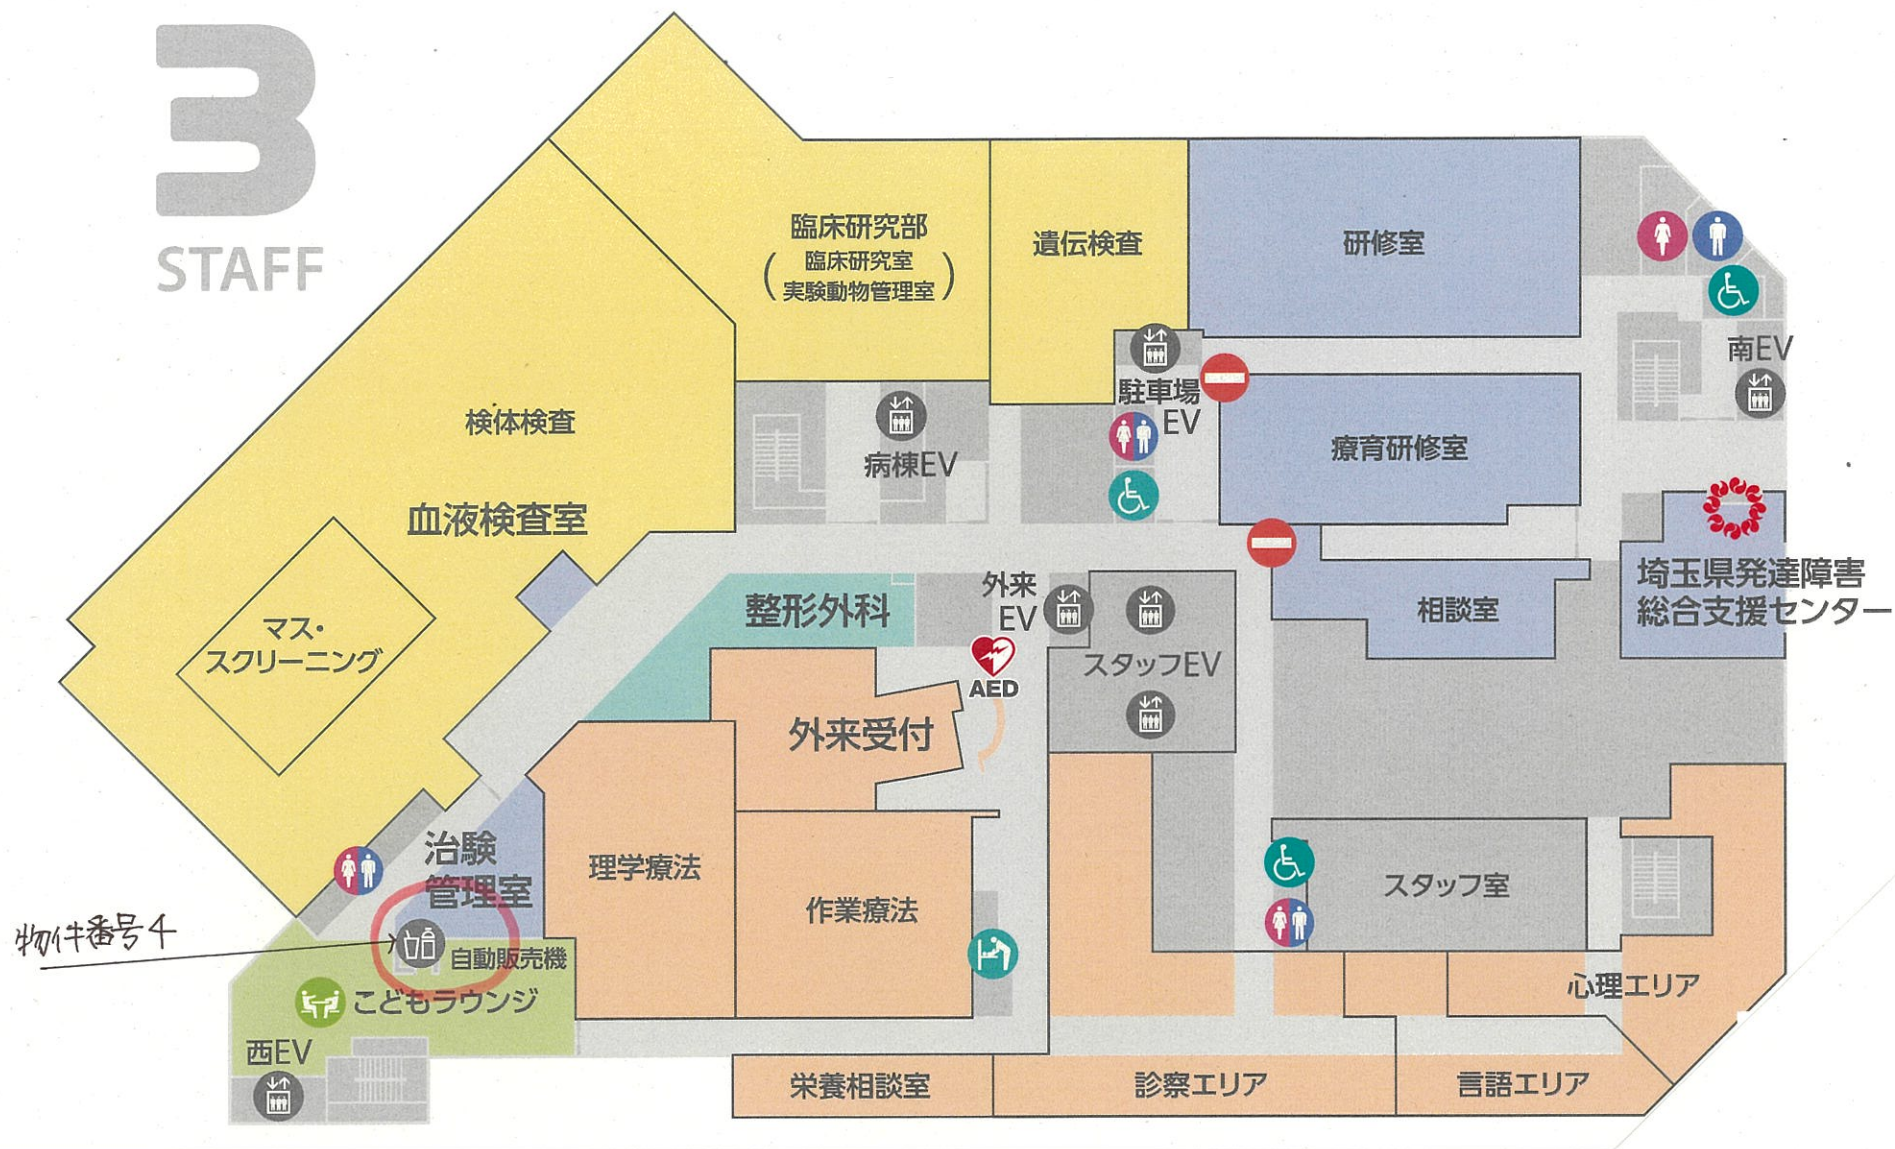 3
STAFF
臨床研究部
(臨床研究室
実験動物管理室)
遺伝検査
研修室
南EV
駐車場
EV
検体検査
病棟EV
療育研修室
血液検査室
埼玉県発達障害
総合支援センター
マス・
スクリーニング
整形外科
外来
EV
相談室
スタッフEV
AED
外来受付
治験
管理室
理学療法
作業療法
スタッフ室
物件番号4
自動販売機
こどもラウンジ
心理エリア
西EV
栄養相談室
診察エリア
言語エリア